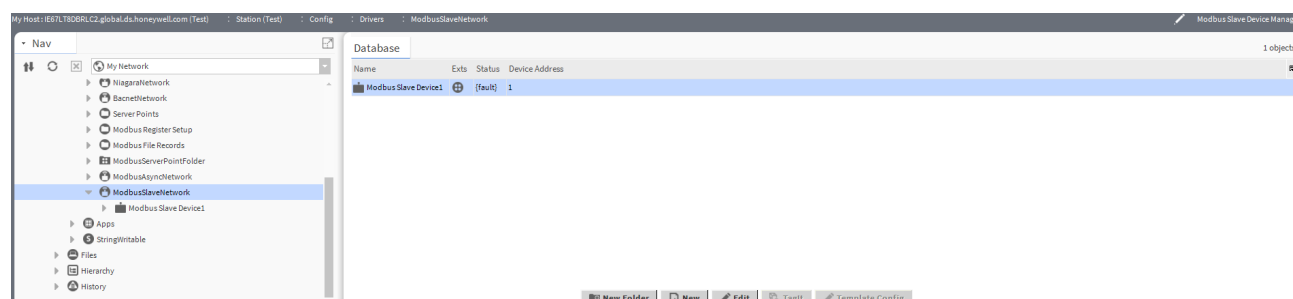 My Host : IE67LT8DBRLC2.global.ds.honeywell.com (Test) : Station (Test) : Config : Drivers : ModbusSlaveNetwork Modbus Slave Device Manag
Nav
My Network
NiagaraNetwork
BacnetNetwork
Server Points
Modbus Register Setup
Modbus File Records
ModbusServerPointFolder
ModbusAsyncNetwork
ModbusSlaveNetwork
Modbus Slave Device1
Apps
StringWritable
Files
Hierarchy
History
Database 1 objects
Name Exts Status Device Address
Modbus Slave Device1 {fault} 1
New Folder New Edit TagIt Template Config